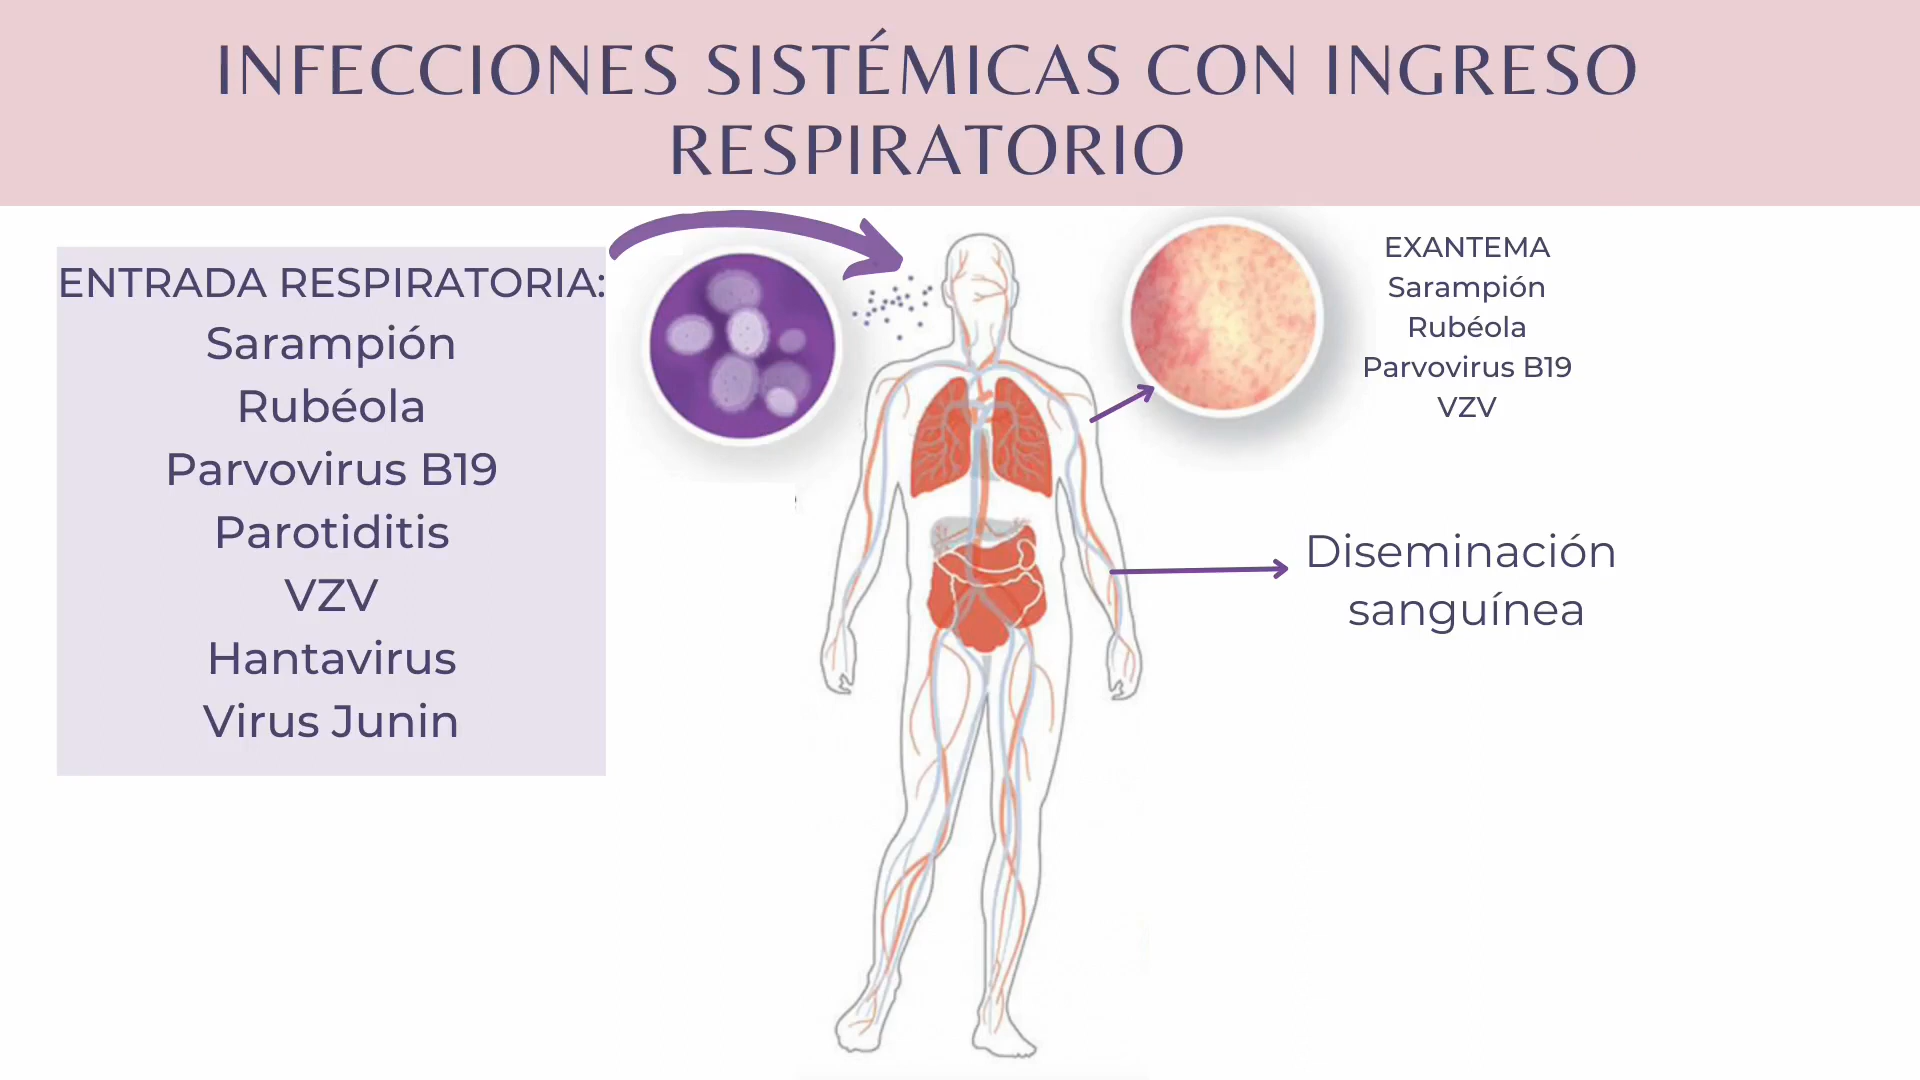 INFECCIONES SISTÉMICAS CON INGRESO
RESPIRATORIO
ENTRADA RESPIRATORIA:
Sarampión
Rubéola
Parvovirus B19
Parotiditis
VZV
Hantavirus
Virus Junin
EXANTEMA
Sarampión
Rubéola
Parvovirus B19
VZV
Diseminación
sanguínea